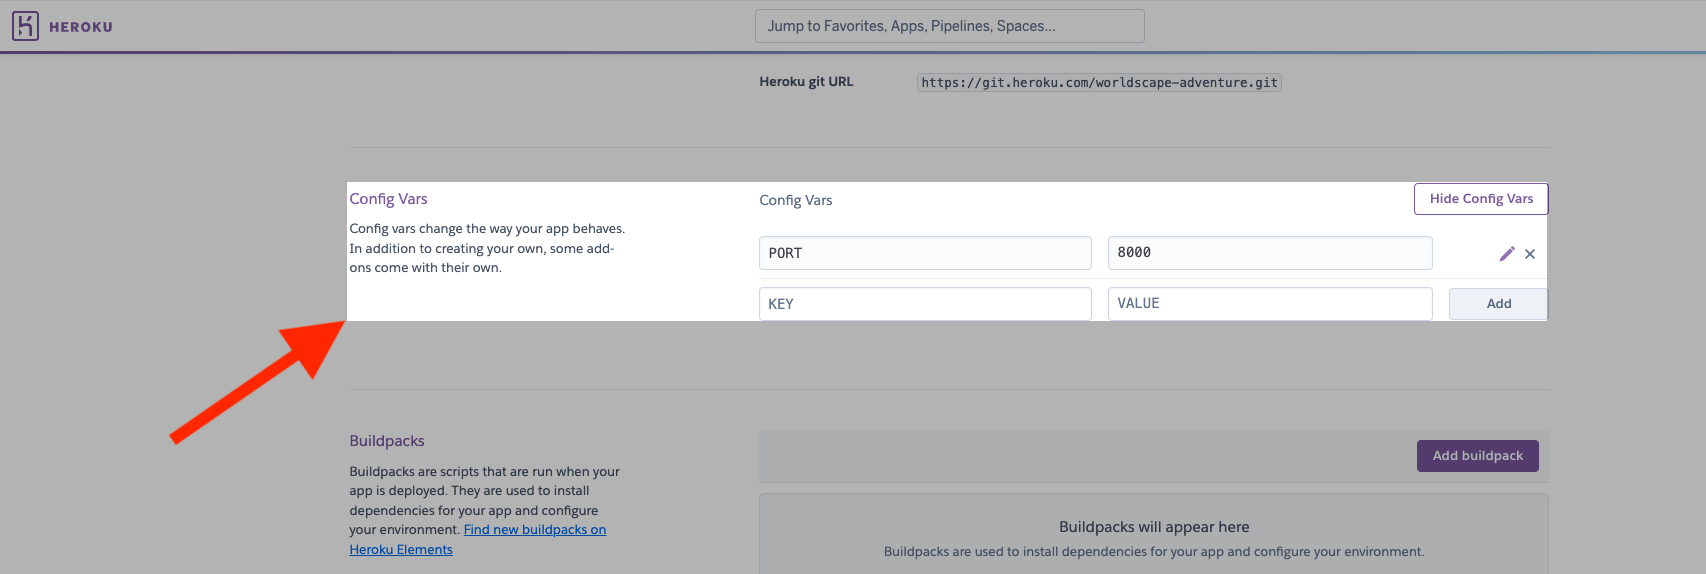 HEROKU
Jump to Favorites, Apps, Pipelines, Spaces...
Heroku git URL
https://git.heroku.com/worldscape-adventure.git
Config Vars
Config vars change the way your app behaves.
In addition to creating your own, some add-
ons come with their own.
Config Vars
Hide Config Vars
PORT
8000
KEY
VALUE
Add
Buildpacks
Buildpacks are scripts that are run when your
app is deployed. They are used to install
dependencies for your app and configure
your environment. Find new buildpacks on
Heroku Elements
Add buildpack
Buildpacks will appear here
Buildpacks are used to install dependencies for your app and configure your environment.